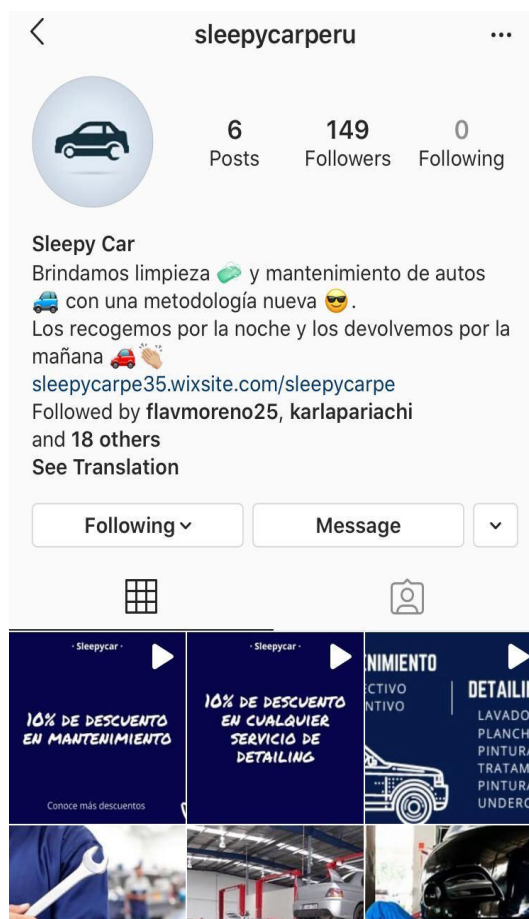 sleepycarperu
6 149 0
Posts Followers Following
Sleepy Car
Brindamos limpieza 🧼 y mantenimiento de autos
🚙 con una metodología nueva 😎.
Los recogemos por la noche y los devolvemos por la
mañana 🚗👏🏼
sleepycarpe35.wixsite.com/sleepycarpe
Followed by flavmoreno25, karlapariachi
and 18 others
See Translation
Following Message
· Sleepycar ·
10% DE DESCUENTO
EN MANTENIMIENTO
Conoce más descuentos
· Sleepycar ·
10% DE DESCUENTO
EN CUALQUIER
SERVICIO DE
DETAILING
NIMIENTO
ECTIVO
NTIVO
DETAILI
LAVADO
PLANCH
PINTURA
TRATAM
PINTURA
UNDERC